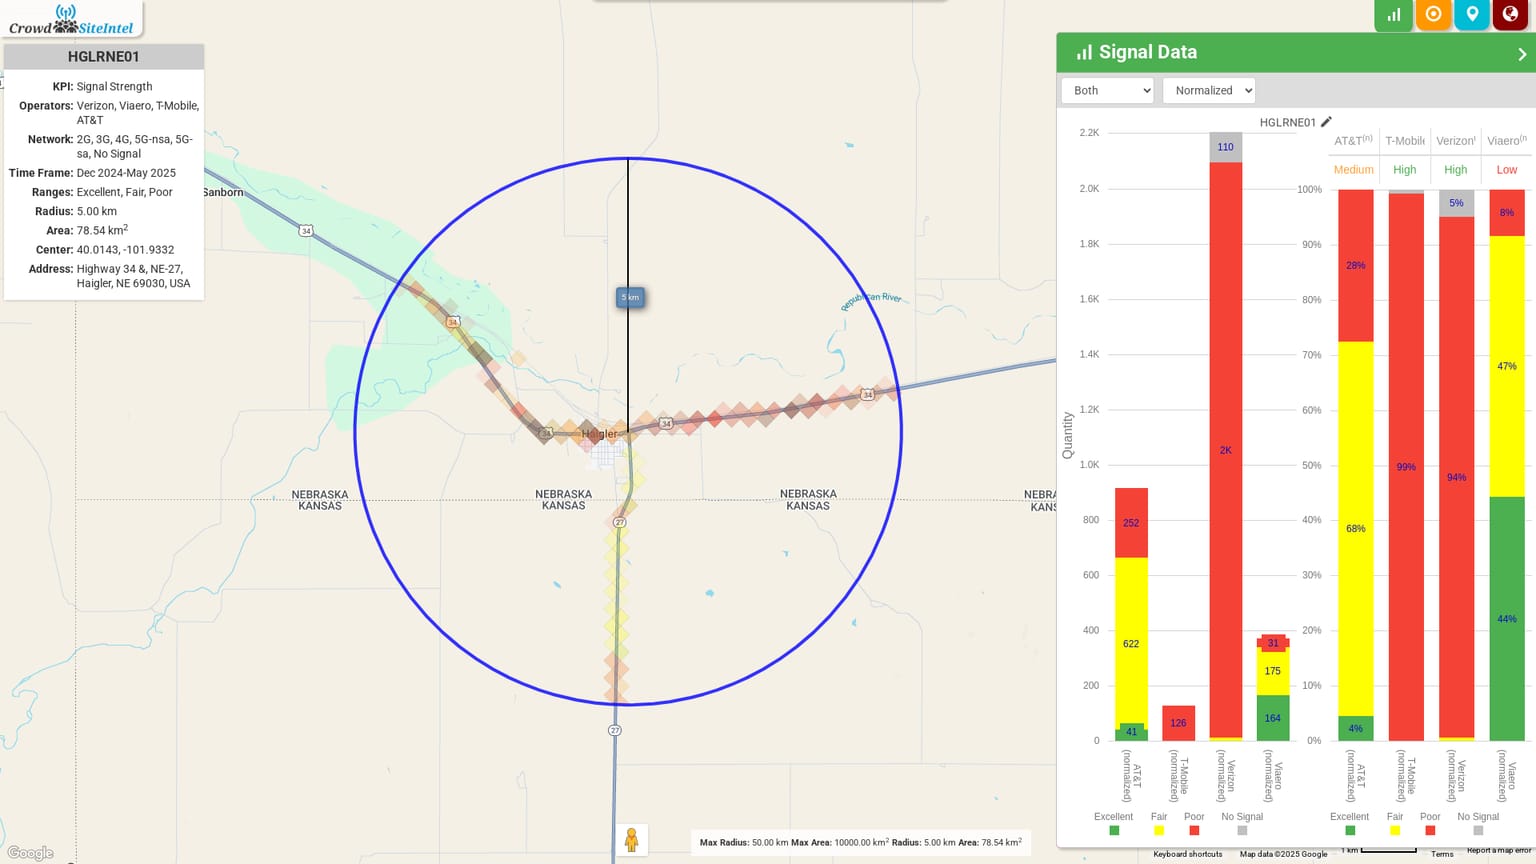 Crowd SiteIntel
HGLRNE01
KPI: Signal Strength
Operators: Verizon, Viaero, T-Mobile,
AT&T
Network: 2G, 3G, 4G, 5G-nsa, 5G-
sa, No Signal
Time Frame: Dec 2024-May 2025
Ranges: Excellent, Fair, Poor
Radius: 5.00 km
Area: 78.54 km²
Center: 40.0143, -101.9332
Address: Highway 34 &, NE-27,
Haigler, NE 69030, USA
Sanborn
34
34
5 km
Republican River
34
34
34
Haigler
NEBRASKA
KANSAS
NEBRASKA
KANSAS
NEBRASKA
KANSAS
NEBRA
KANS
27
27
Google
Max Radius: 50.00 km Max Area: 10000.00 km² Radius: 5.00 km Area: 78.54 km²
Signal Data
Both
Normalized
HGLRNE01
Quantity
2.2K
2.0K
1.8K
1.6K
1.4K
1.2K
1.0K
800
600
400
200
0
252
622
41
126
110
2K
31
175
164
AT&T (normalized)
T-Mobile (normalized)
Verizon (normalized)
Viaero (normalized)
Excellent Fair Poor No Signal
AT&T(n) T-Mobile Verizon Viaero(n
Medium High High Low
100%
90%
80%
70%
60%
50%
40%
30%
20%
10%
0%
28%
68%
4%
99%
5%
94%
8%
47%
44%
AT&T (normalized)
T-Mobile (normalized)
Verizon (normalized)
Viaero (normalized)
Excellent Fair Poor No Signal
1 km
Keyboard shortcuts Map data ©2025 Google Terms Report a map error